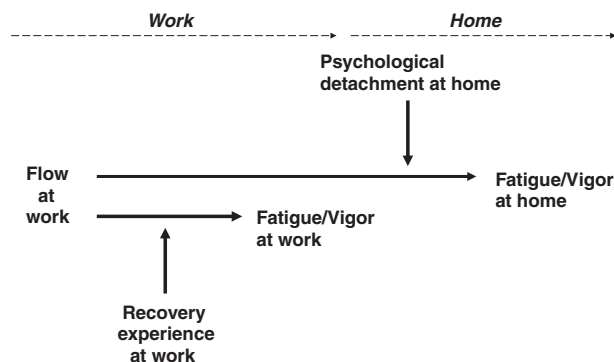 Work
Home
Psychological
detachment at home
Flow
at
work
Fatigue/Vigor
at home
Fatigue/Vigor
at work
Recovery
experience
at work